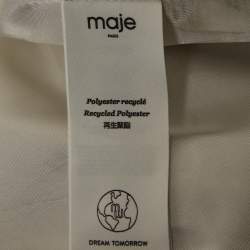 maje
PARIS
Polyester recyclé
Recycled Polyester
再生聚酯
DREAM TOMORROW